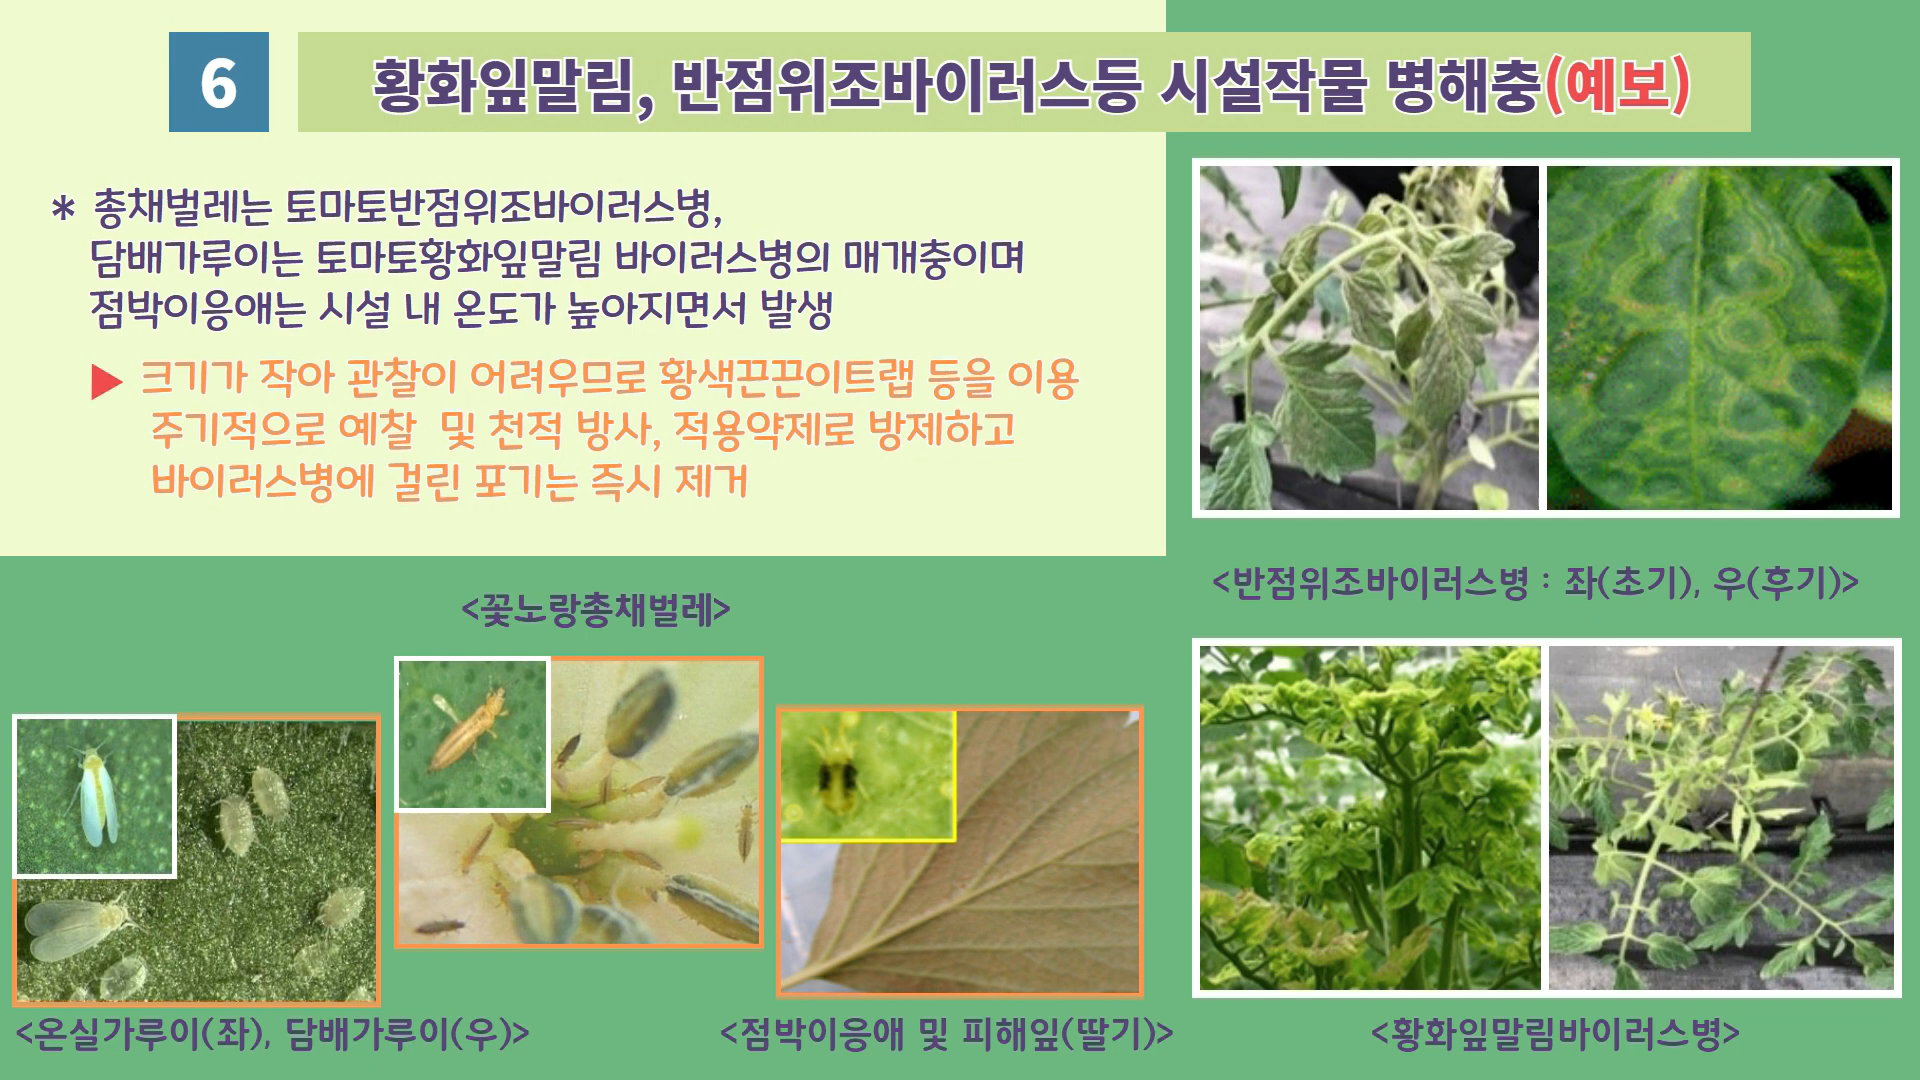 6
황화잎말림, 반점위조바이러스등 시설작물 병해충(예보)
* 총채벌레는 토마토반점위조바이러스병,
담배가루이는 토마토황화잎말림 바이러스병의 매개충이며
점박이응애는 시설 내 온도가 높아지면서 발생
▶ 크기가 작아 관찰이 어려우므로 황색끈끈이트랩 등을 이용
주기적으로 예찰 및 천적 방사, 적용약제로 방제하고
바이러스병에 걸린 포기는 즉시 제거
<반점위조바이러스병 : 좌(초기), 우(후기)>
<꽃노랑총채벌레>
<온실가루이(좌), 담배가루이(우)>
<점박이응애 및 피해잎(딸기)>
<황화잎말림바이러스병>